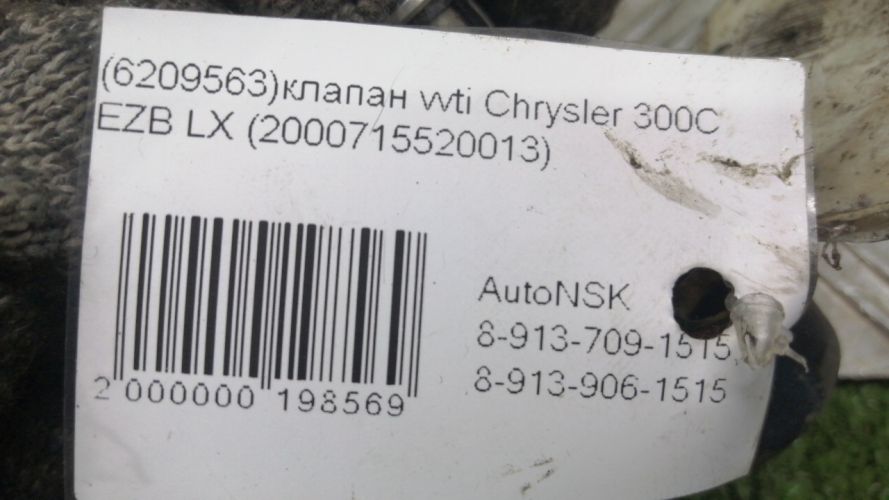 (6209563)клапан vvti Chrysler 300C
EZB LX (2000715520013)
AutoNSK
8-913-709-1515,
8-913-906-1515
2 000000 198569